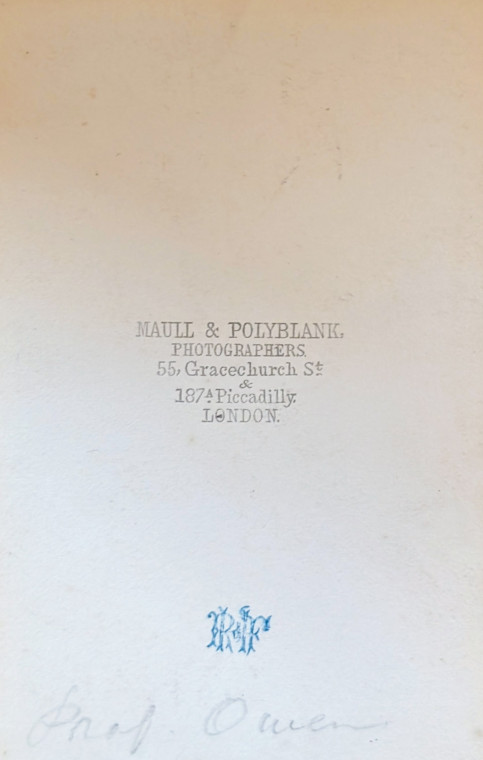 MAULL & POLYBLANK,
PHOTOGRAPHERS.
55, Gracechurch St
&
187A Piccadilly.
LONDON.
Prof. Owen